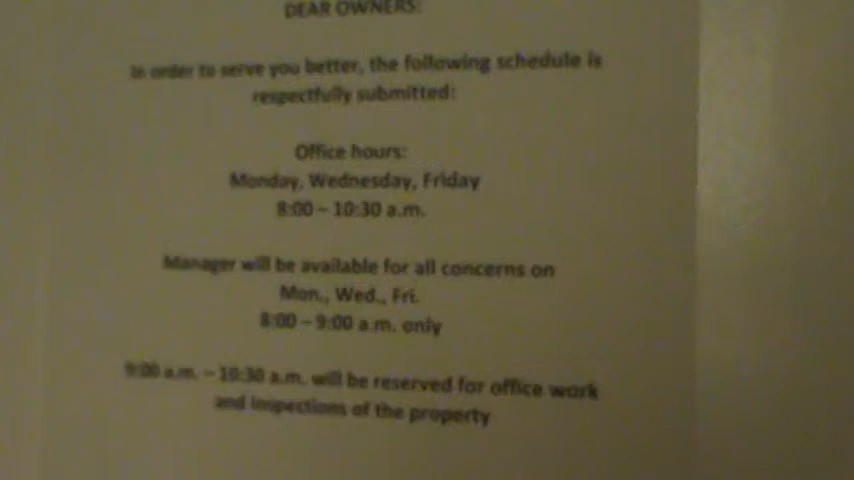 DEAR OWNERS:
In order to serve you better, the following schedule is
respectfully submitted:
Office hours:
Monday, Wednesday, Friday
8:00 – 10:30 a.m.
Manager will be available for all concerns on
Mon., Wed., Fri.
8:00 – 9:00 a.m. only
9:00 a.m. – 10:30 a.m. will be reserved for office work
and inspections of the property